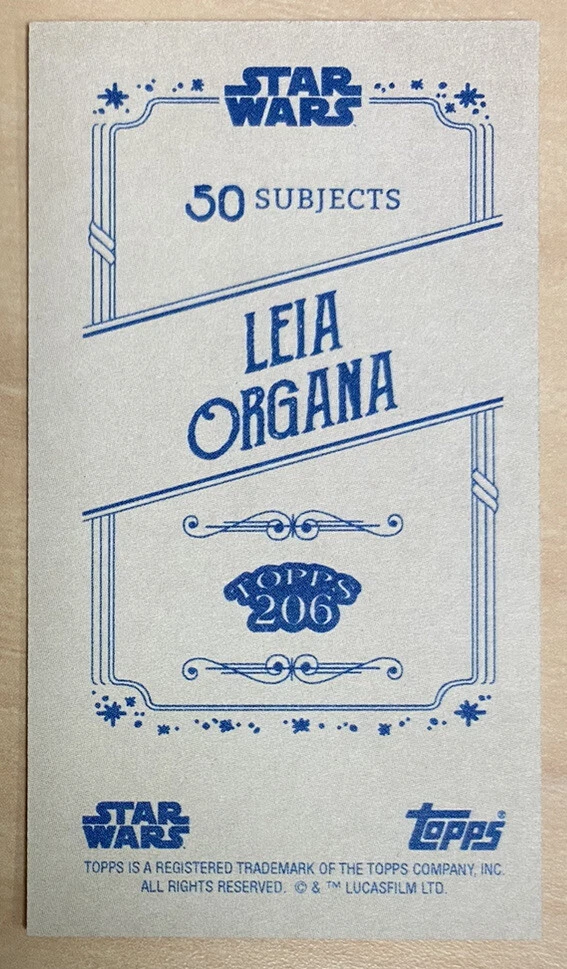 STAR
WARS
50 SUBJECTS
LEIA
ORGANA
TOPPS
206
STAR
WARS
topps®
TOPPS IS A REGISTERED TRADEMARK OF THE TOPPS COMPANY, INC.
ALL RIGHTS RESERVED. © & ™ LUCASFILM LTD.